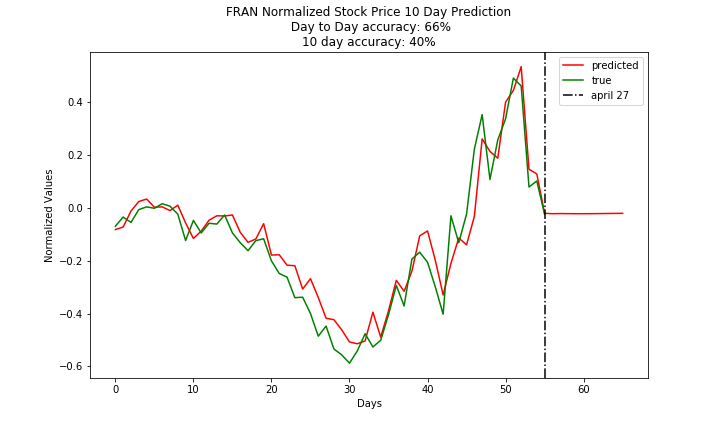 FRAN Normalized Stock Price 10 Day Prediction
Day to Day accuracy: 66%
10 day accuracy: 40%
predicted
true
april 27
Normalized Values
0.4
0.2
0.0
−0.2
−0.4
−0.6
0 10 20 30 40 50 60
Days